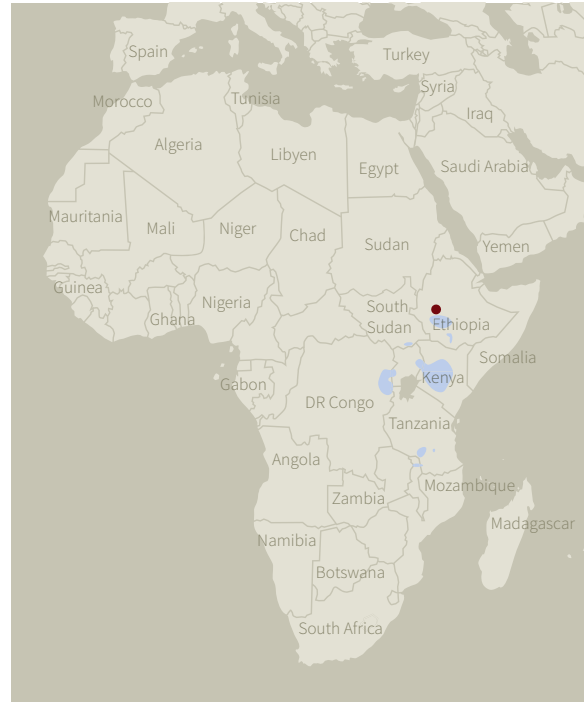 Spain
Turkey
Syria
Morocco
Tunisia
Iraq
Algeria
Libyen
Egypt
Saudi Arabia
Mauritania
Mali
Niger
Chad
Sudan
Yemen
Guinea
Nigeria
Ghana
South
Sudan
Ethiopia
Somalia
Gabon
Kenya
DR Congo
Tanzania
Angola
Mozambique
Zambia
Madagascar
Namibia
Botswana
South Africa